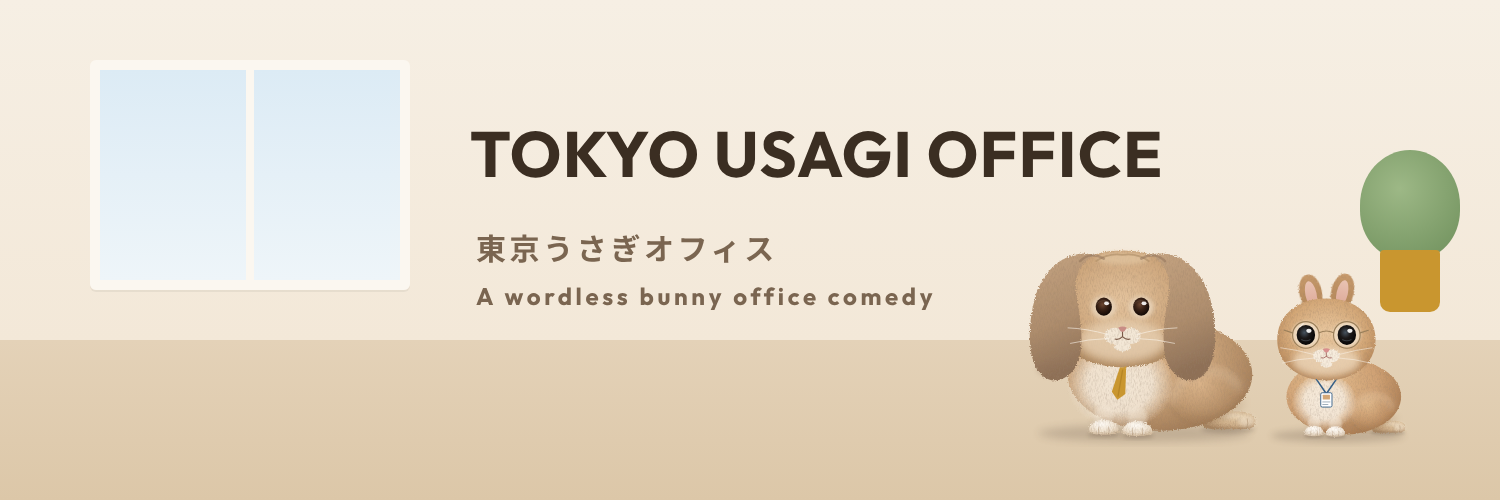 TOKYO USAGI OFFICE
東京うさぎオフィス
A wordless bunny office comedy